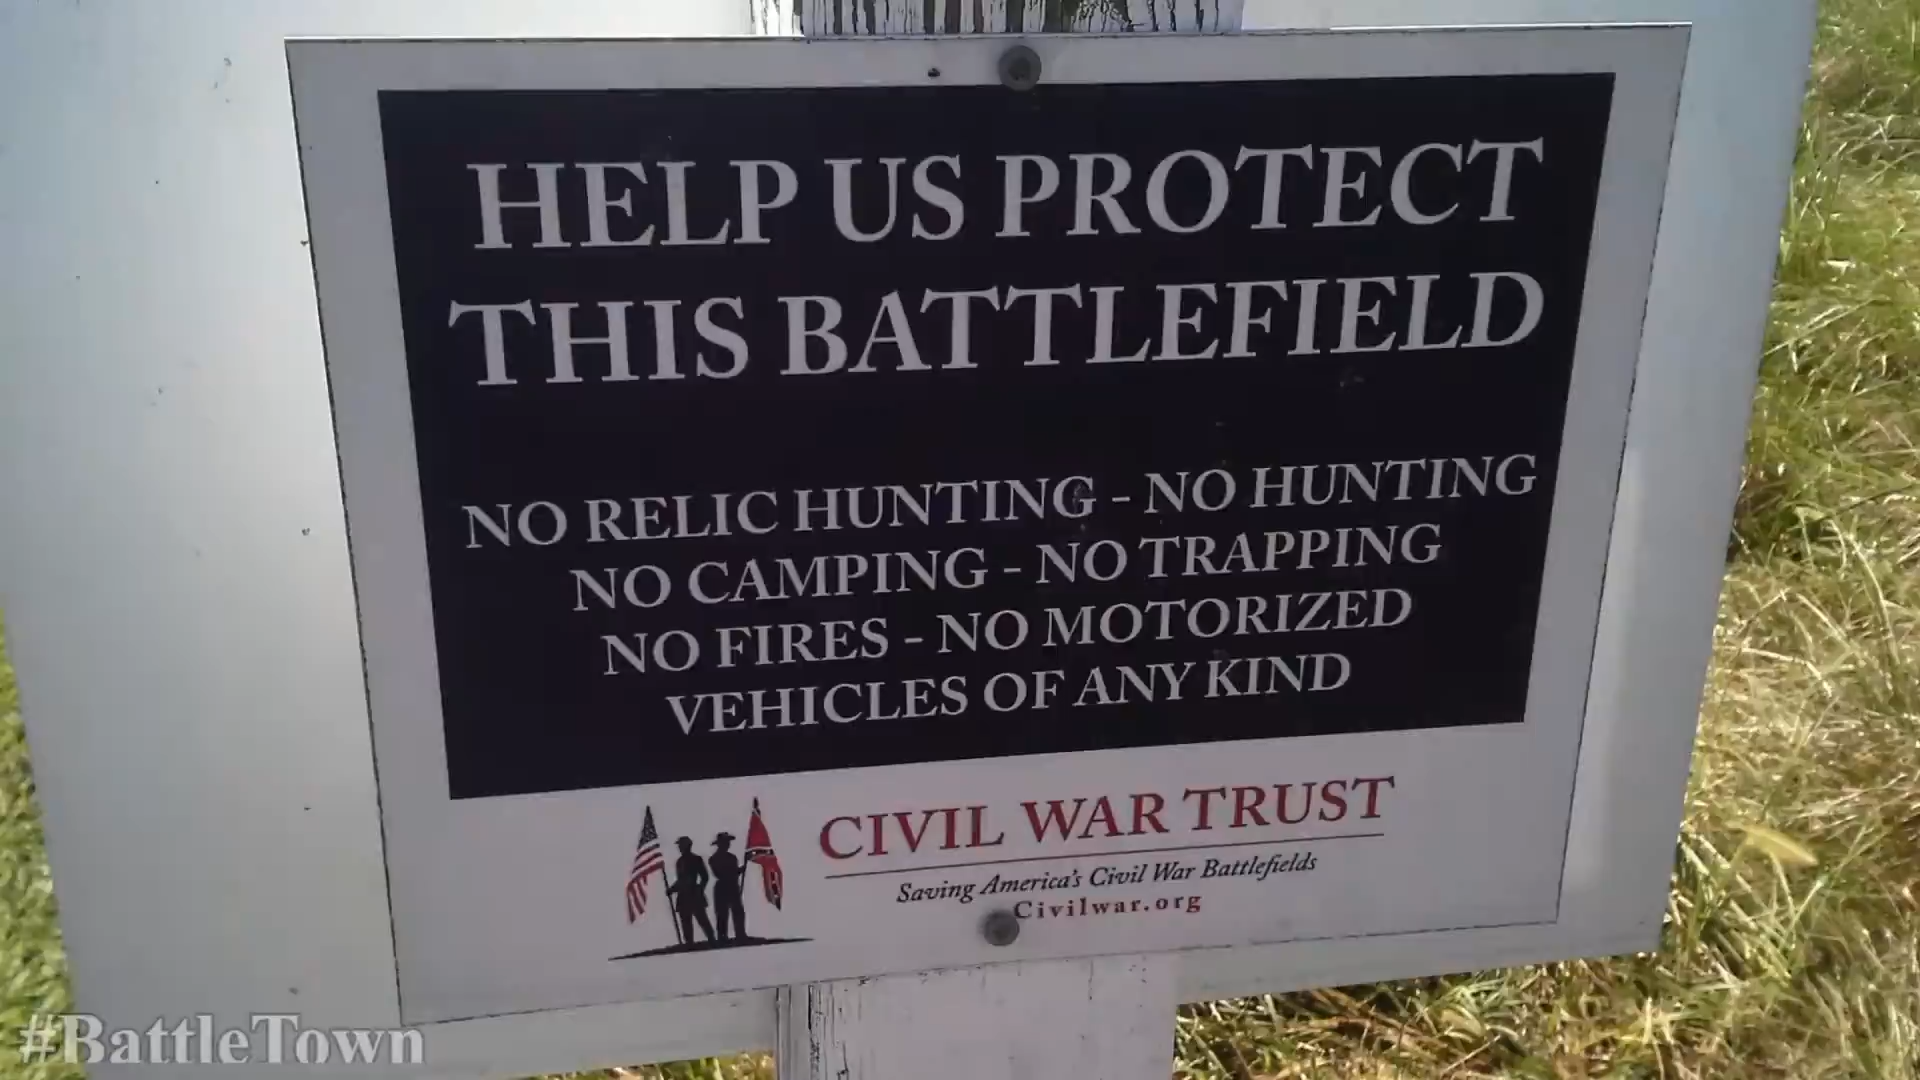 HELP US PROTECT
THIS BATTLEFIELD
NO RELIC HUNTING - NO HUNTING
NO CAMPING - NO TRAPPING
NO FIRES - NO MOTORIZED
VEHICLES OF ANY KIND
CIVIL WAR TRUST
Saving America's Civil War Battlefields
Civilwar.org
#BattleTown